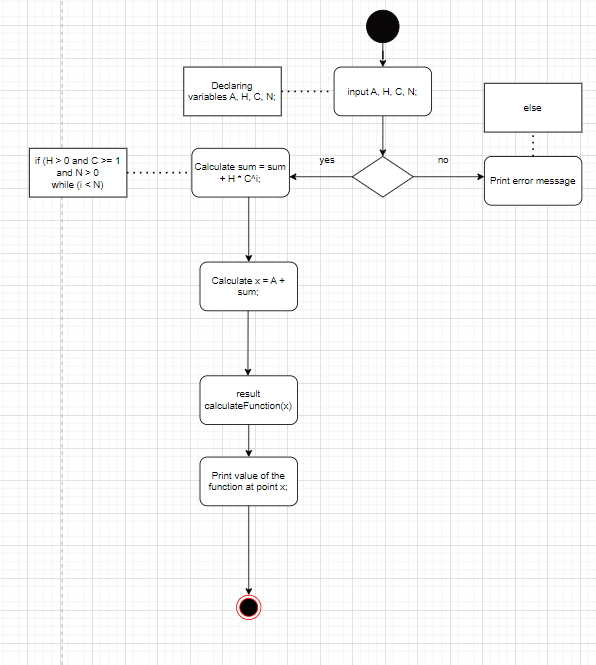 Declaring
variables A, H, C, N;
input A, H, C, N;
else
if (H > 0 and C >= 1
and N > 0
while (i < N)
Calculate sum = sum
+ H * C^i;
yes
no
Print error message
Calculate x = A +
sum;
result
calculateFunction(x)
Print value of the
function at point x;